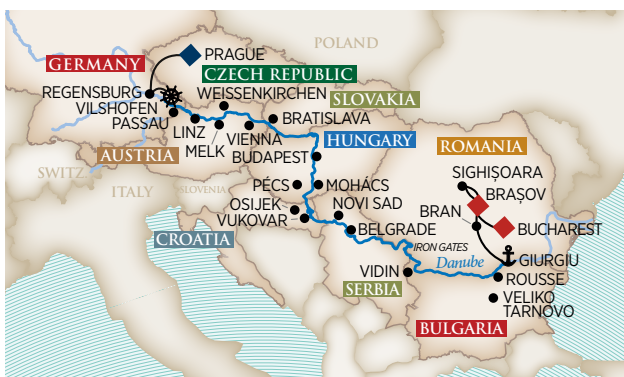 POLAND
PRAGUE
GERMANY
CZECH REPUBLIC
REGENSBURG
WEISSENKIRCHEN
SLOVAKIA
VILSHOFEN
PASSAU
BRATISLAVA
LINZ
VIENNA
HUNGARY
ROMANIA
MELK
AUSTRIA
BUDAPEST
SWITZ
SIGHIȘOARA
ITALY
SLOVENIA
PÉCS
MOHÁCS
BRAȘOV
OSIJEK
NOVI SAD
BRAN
VUKOVAR
BELGRADE
BUCHAREST
CROATIA
IRON GATES
Danube
GIURGIU
VIDIN
ROUSSE
SERBIA
VELIKO
TARNOVO
BULGARIA